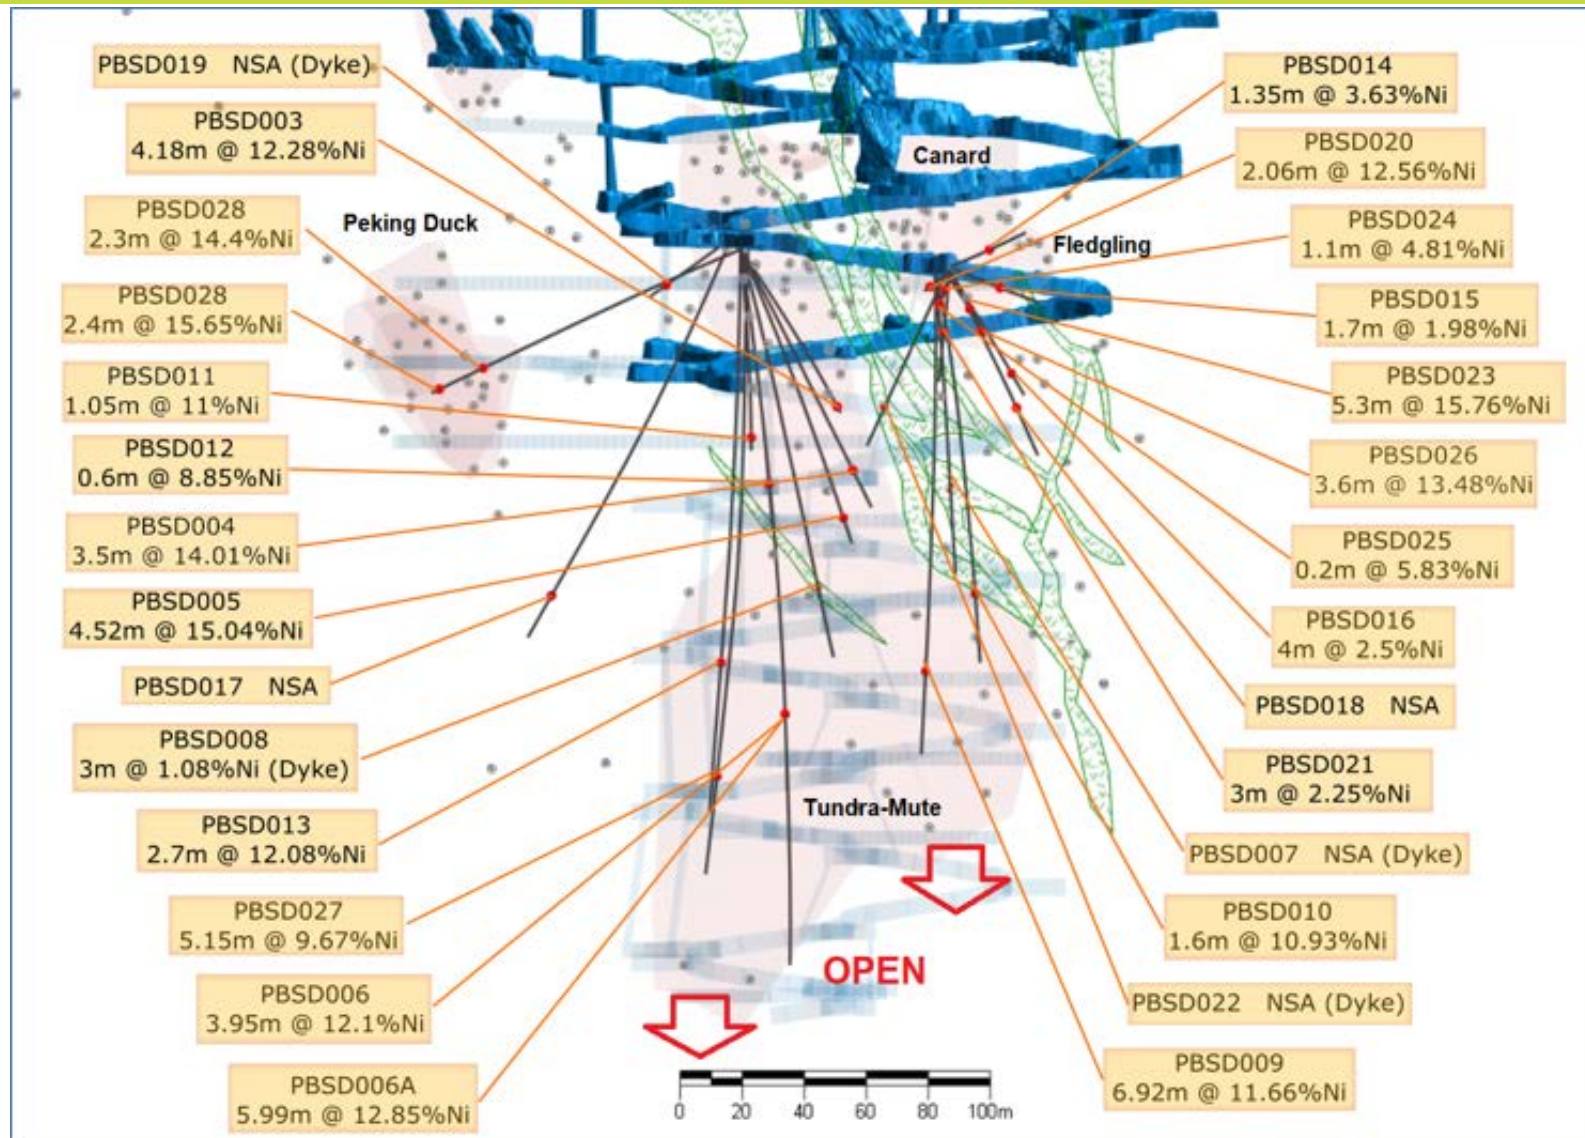 PBSD019 NSA (Dyke)
PBSD003
4.18m @ 12.28%Ni
PBSD028
2.3m @ 14.4%Ni
PBSD028
2.4m @ 15.65%Ni
PBSD011
1.05m @ 11%Ni
PBSD012
0.6m @ 8.85%Ni
PBSD004
3.5m @ 14.01%Ni
PBSD005
4.52m @ 15.04%Ni
PBSD017 NSA
PBSD008
3m @ 1.08%Ni (Dyke)
PBSD013
2.7m @ 12.08%Ni
PBSD027
5.15m @ 9.67%Ni
PBSD006
3.95m @ 12.1%Ni
PBSD006A
5.99m @ 12.85%Ni
Peking Duck
Canard
Fledgling
Tundra-Mute
OPEN
0 20 40 60 80 100m
PBSD014
1.35m @ 3.63%Ni
PBSD020
2.06m @ 12.56%Ni
PBSD024
1.1m @ 4.81%Ni
PBSD015
1.7m @ 1.98%Ni
PBSD023
5.3m @ 15.76%Ni
PBSD026
3.6m @ 13.48%Ni
PBSD025
0.2m @ 5.83%Ni
PBSD016
4m @ 2.5%Ni
PBSD018 NSA
PBSD021
3m @ 2.25%Ni
PBSD007 NSA (Dyke)
PBSD010
1.6m @ 10.93%Ni
PBSD022 NSA (Dyke)
PBSD009
6.92m @ 11.66%Ni